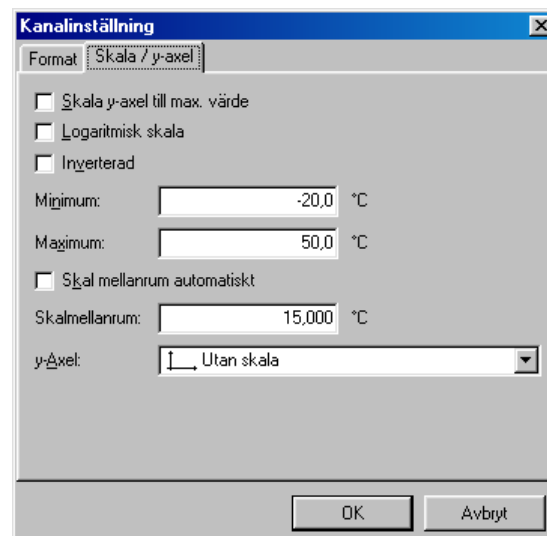 Kanalinställning
Format Skala / y-axel
Skala y-axel till max. värde
Logaritmisk skala
Inverterad
Minimum: -20,0 °C
Maximum: 50,0 °C
Skal mellanrum automatiskt
Skalmellanrum: 15,000 °C
y-Axel: Utan skala
OK Avbryt